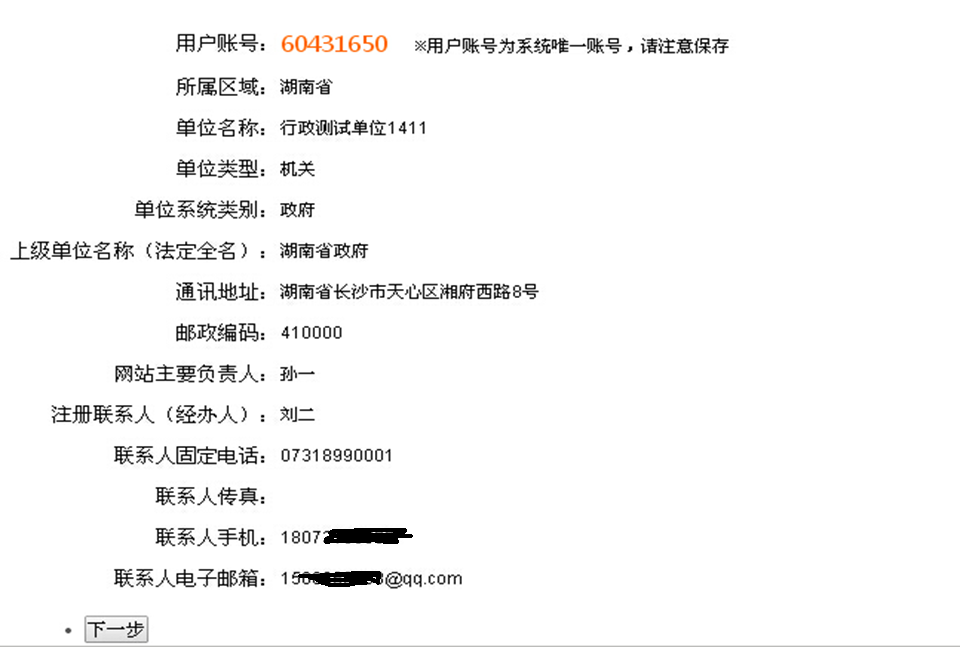 用户账号：60431650 ※用户账号为系统唯一账号，请注意保存
所属区域：湖南省
单位名称：行政测试单位1411
单位类型：机关
单位系统类别：政府
上级单位名称（法定全名）：湖南省政府
通讯地址：湖南省长沙市天心区湘府西路8号
邮政编码：410000
网站主要负责人：孙一
注册联系人（经办人）：刘二
联系人固定电话：07318990001
联系人传真：
联系人手机：1807
联系人电子邮箱：@qq.com
下一步